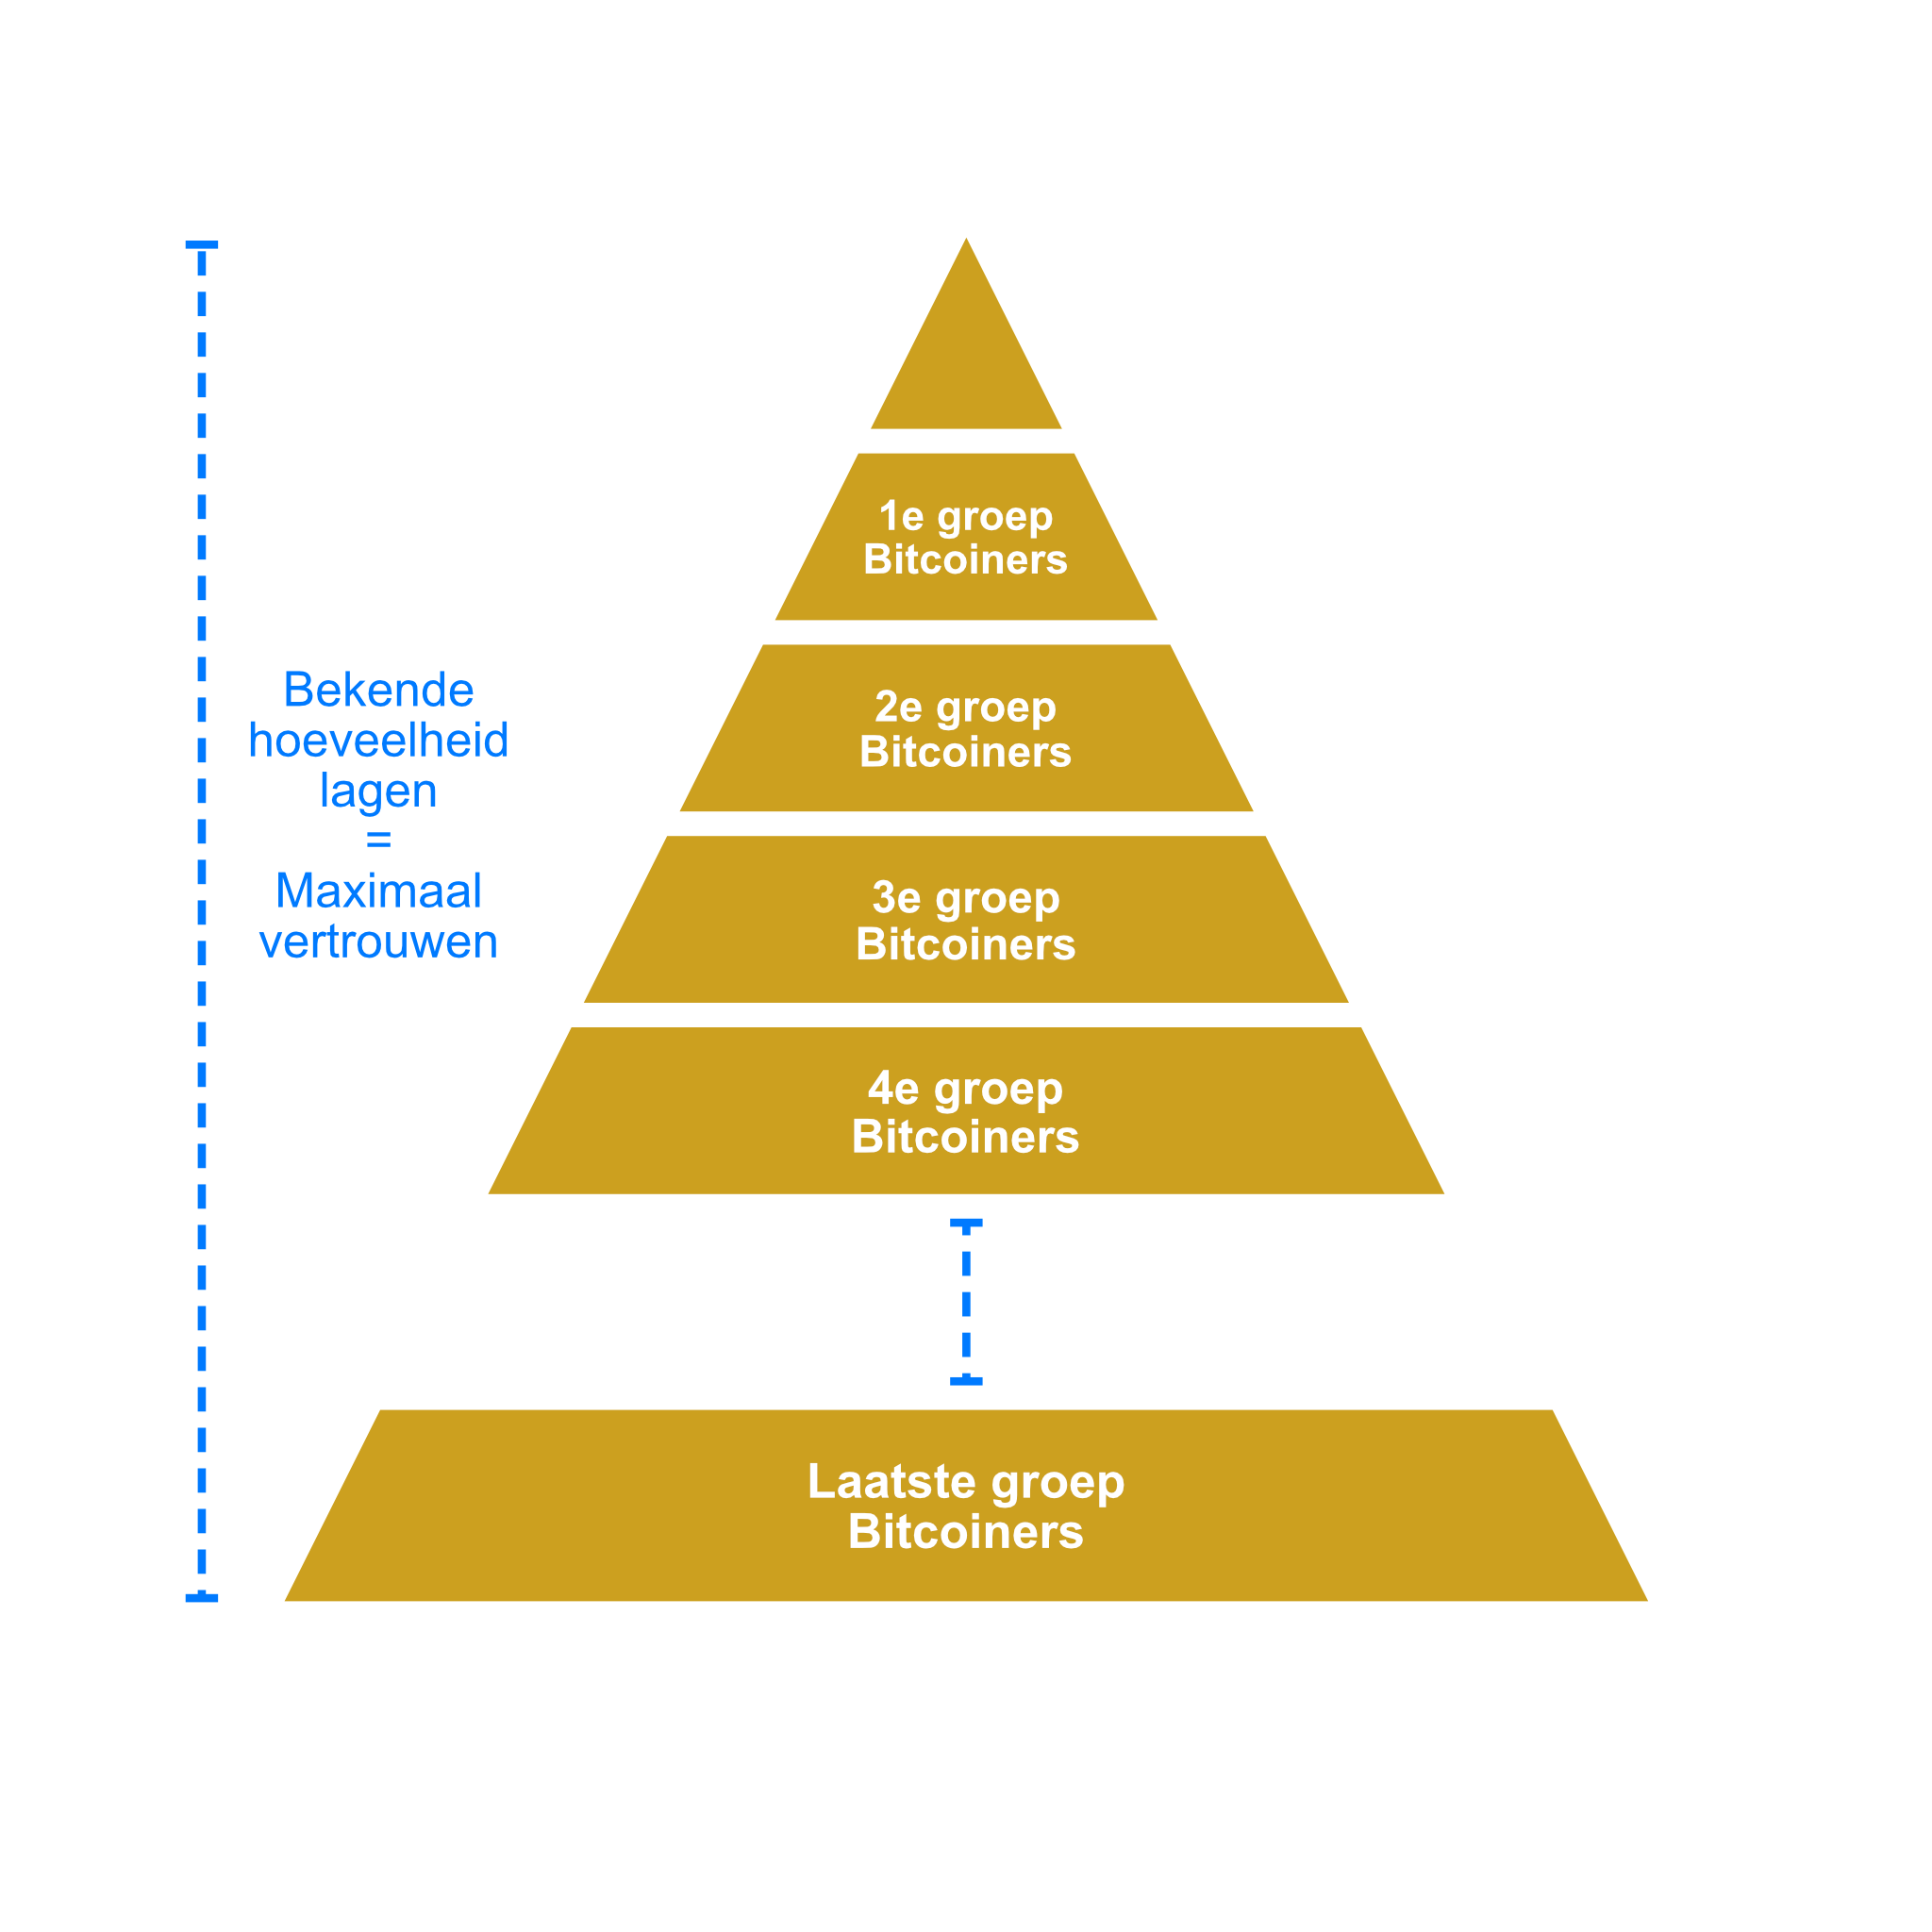 1e groep
Bitcoiners
2e groep
Bitcoiners
Bekende
hoeveelheid
lagen
=
Maximaal
vertrouwen
3e groep
Bitcoiners
4e groep
Bitcoiners
Laatste groep
Bitcoiners